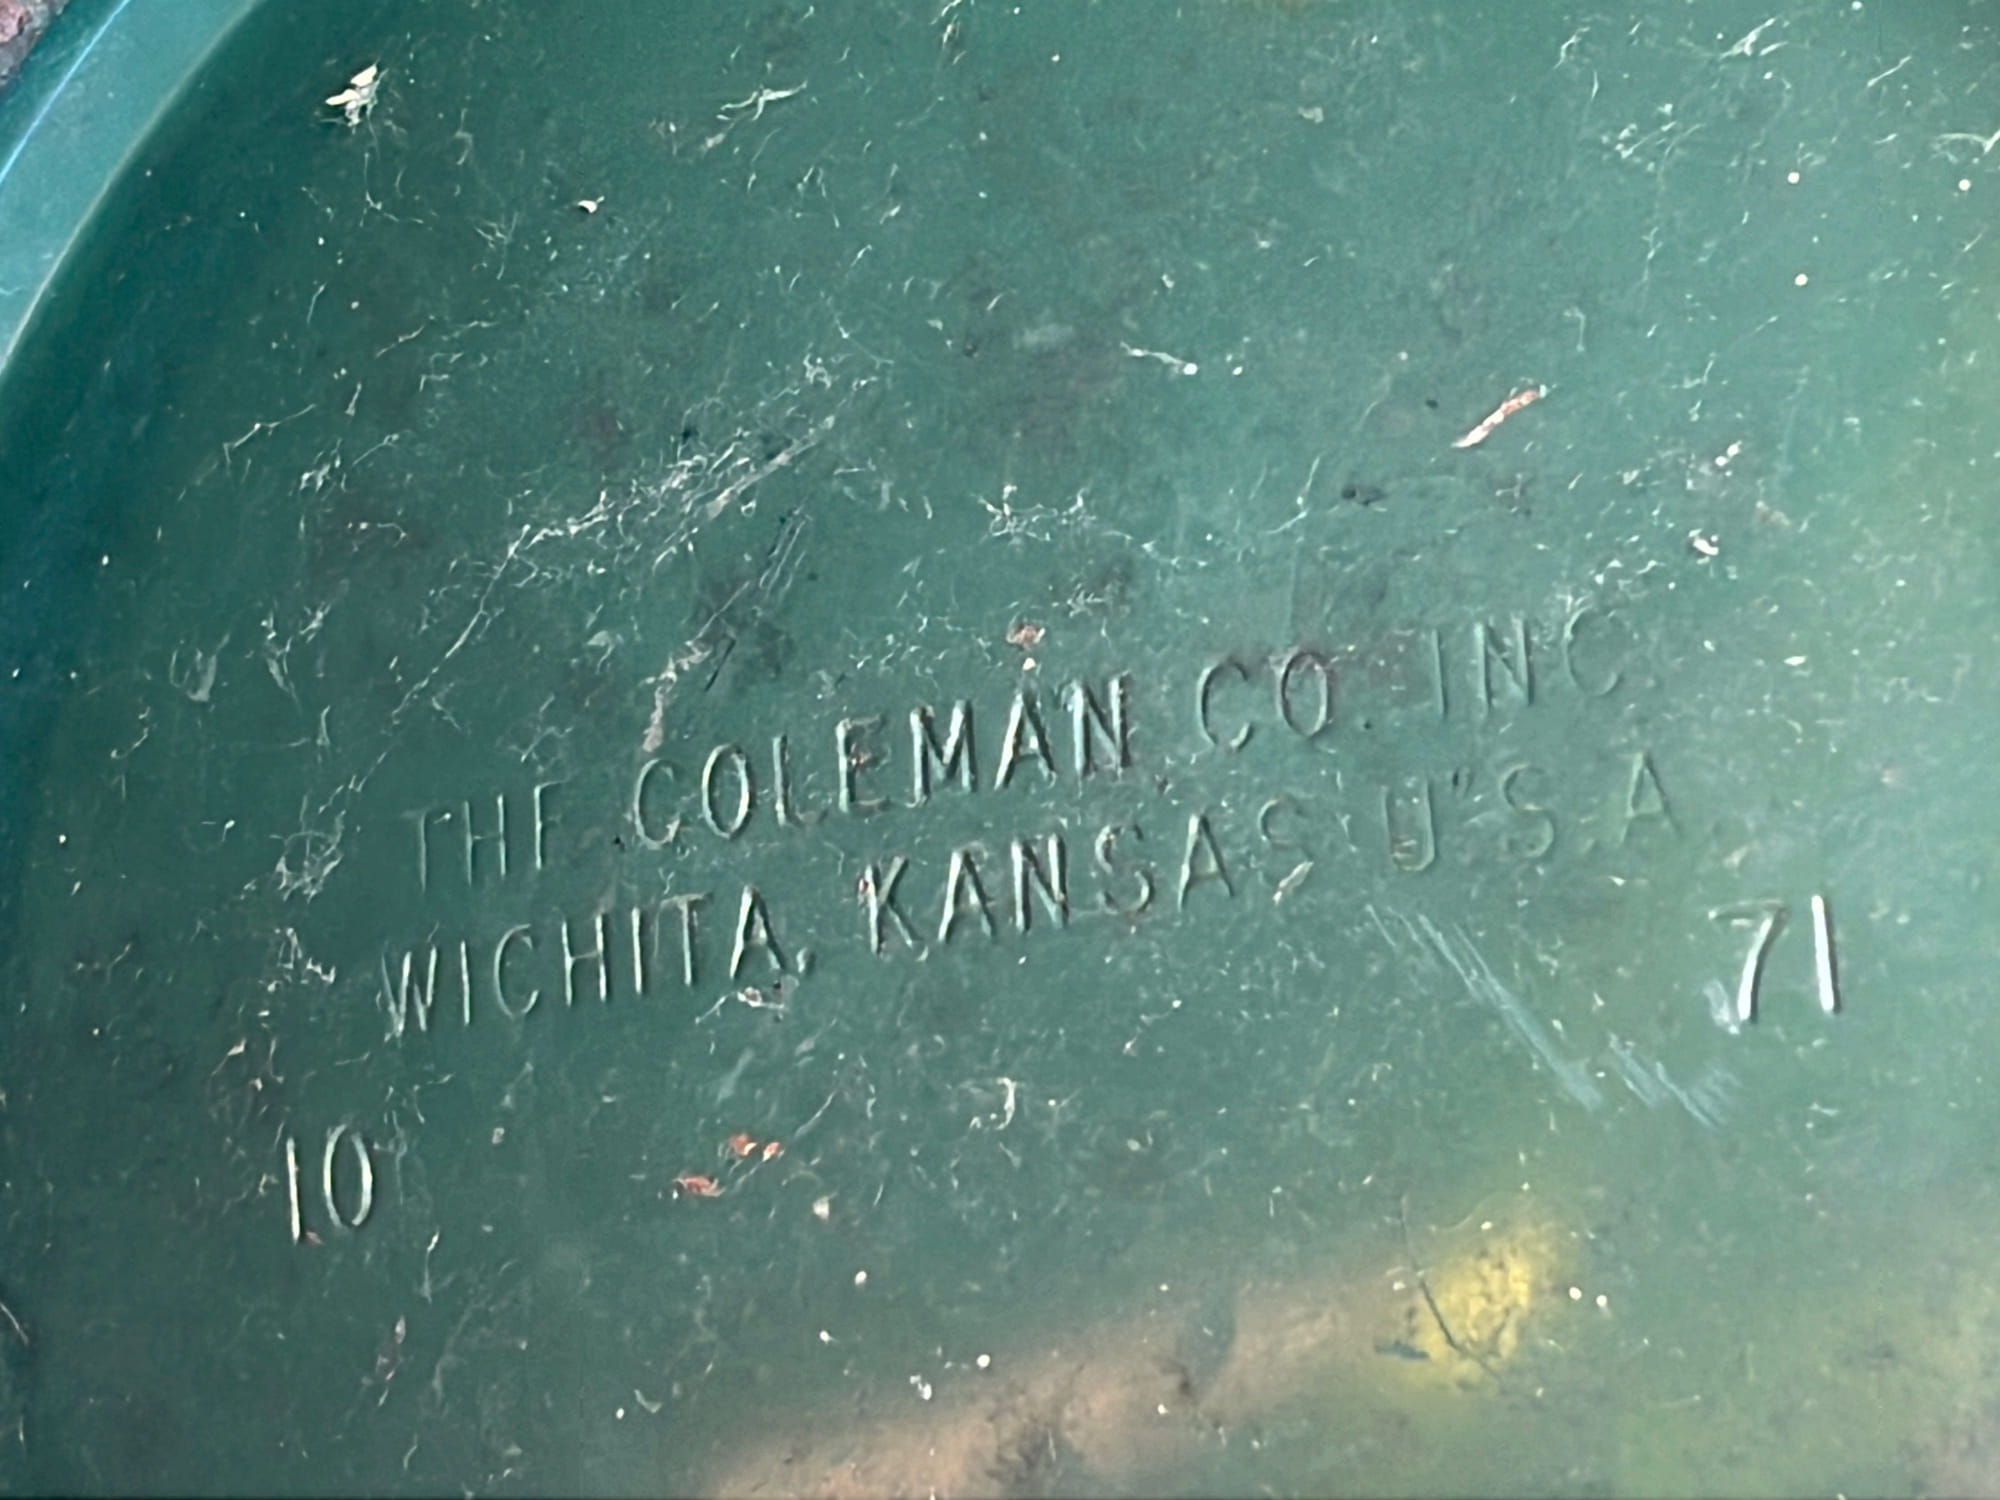 THE COLEMAN CO. INC.
WICHITA, KANSAS U.S.A
10 71